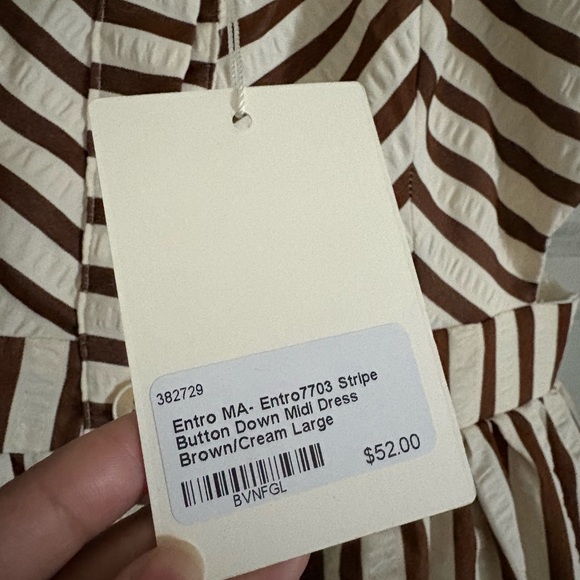 382729
Entro MA- Entro7703 Stripe
Button Down Midi Dress
Brown/Cream Large
$52.00
BVNFGL